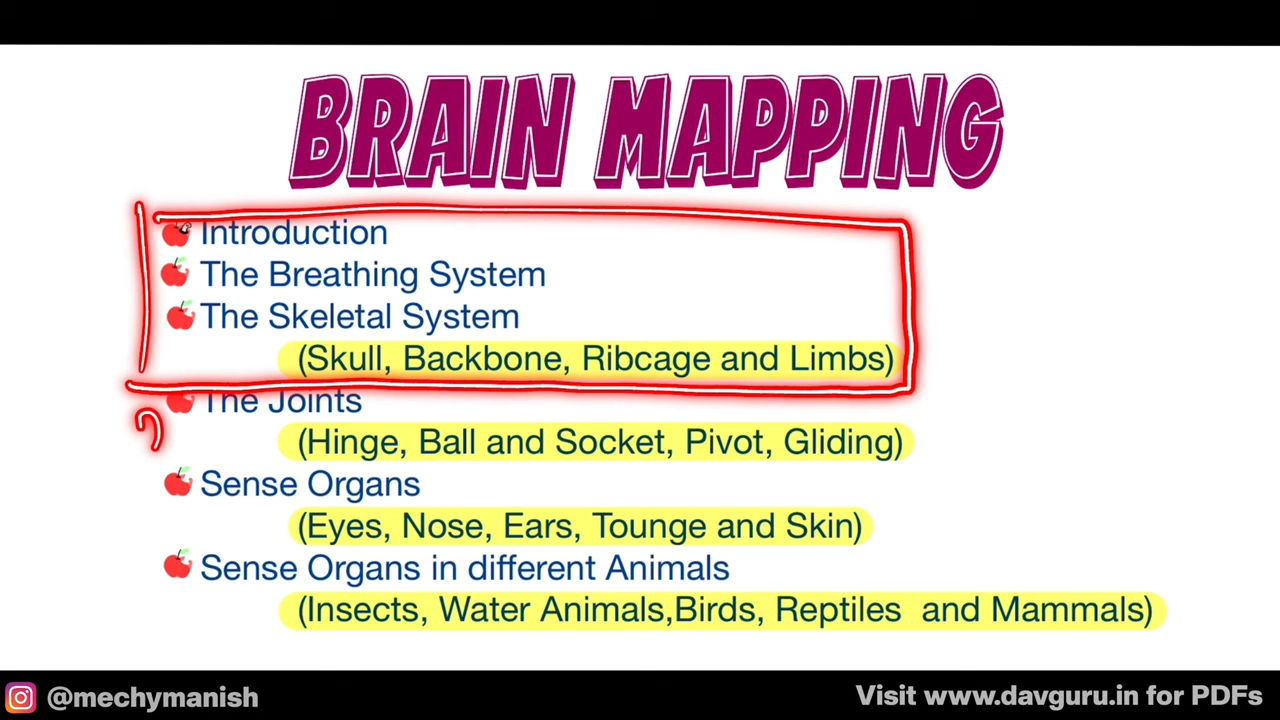 BRAIN MAPPING
Introduction
The Breathing System
The Skeletal System
(Skull, Backbone, Ribcage and Limbs)
The Joints
(Hinge, Ball and Socket, Pivot, Gliding)
Sense Organs
(Eyes, Nose, Ears, Tounge and Skin)
Sense Organs in different Animals
(Insects, Water Animals,Birds, Reptiles and Mammals)
@mechymanish
Visit www.davguru.in for PDFs